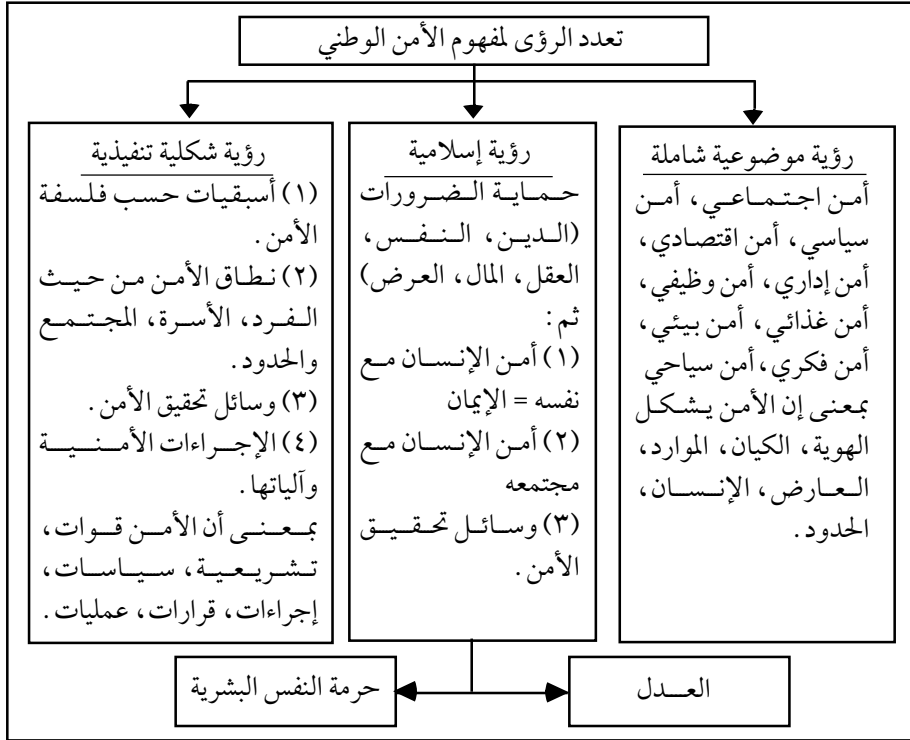 تعدد الرؤى لمفهوم الأمن الوطني
رؤية موضوعية شاملة
أمن اجتماعي، أمن
سياسي، أمن اقتصادي،
أمن إداري، أمن وظيفي،
أمن غذائي، أمن بيئي،
أمن فكري، أمن سياحي
بمعنى إن الأمن يشكل
الهوية، الكيان، الموارد،
العارض، الإنسان،
الحدود.
رؤية إسلامية
حماية الضرورات
(الدين، النفس،
العقل، المال، العرض)
ثم:
(١) أمن الإنسان مع
نفسه = الإيمان
(٢) أمن الإنسان مع
مجتمعه
(٣) وسائل تحقيق
الأمن.
رؤية شكلية تنفيذية
(١) أسبقيات حسب فلسفة
الأمن.
(٢) نطاق الأمن من حيث
الفرد، الأسرة، المجتمع
والحدود.
(٣) وسائل تحقيق الأمن.
(٤) الإجراءات الأمنية
وآلياتها.
بمعنى أن الأمن قوات،
تشريعية، سياسات،
إجراءات، قرارات، عمليات.
العدل
حرمة النفس البشرية